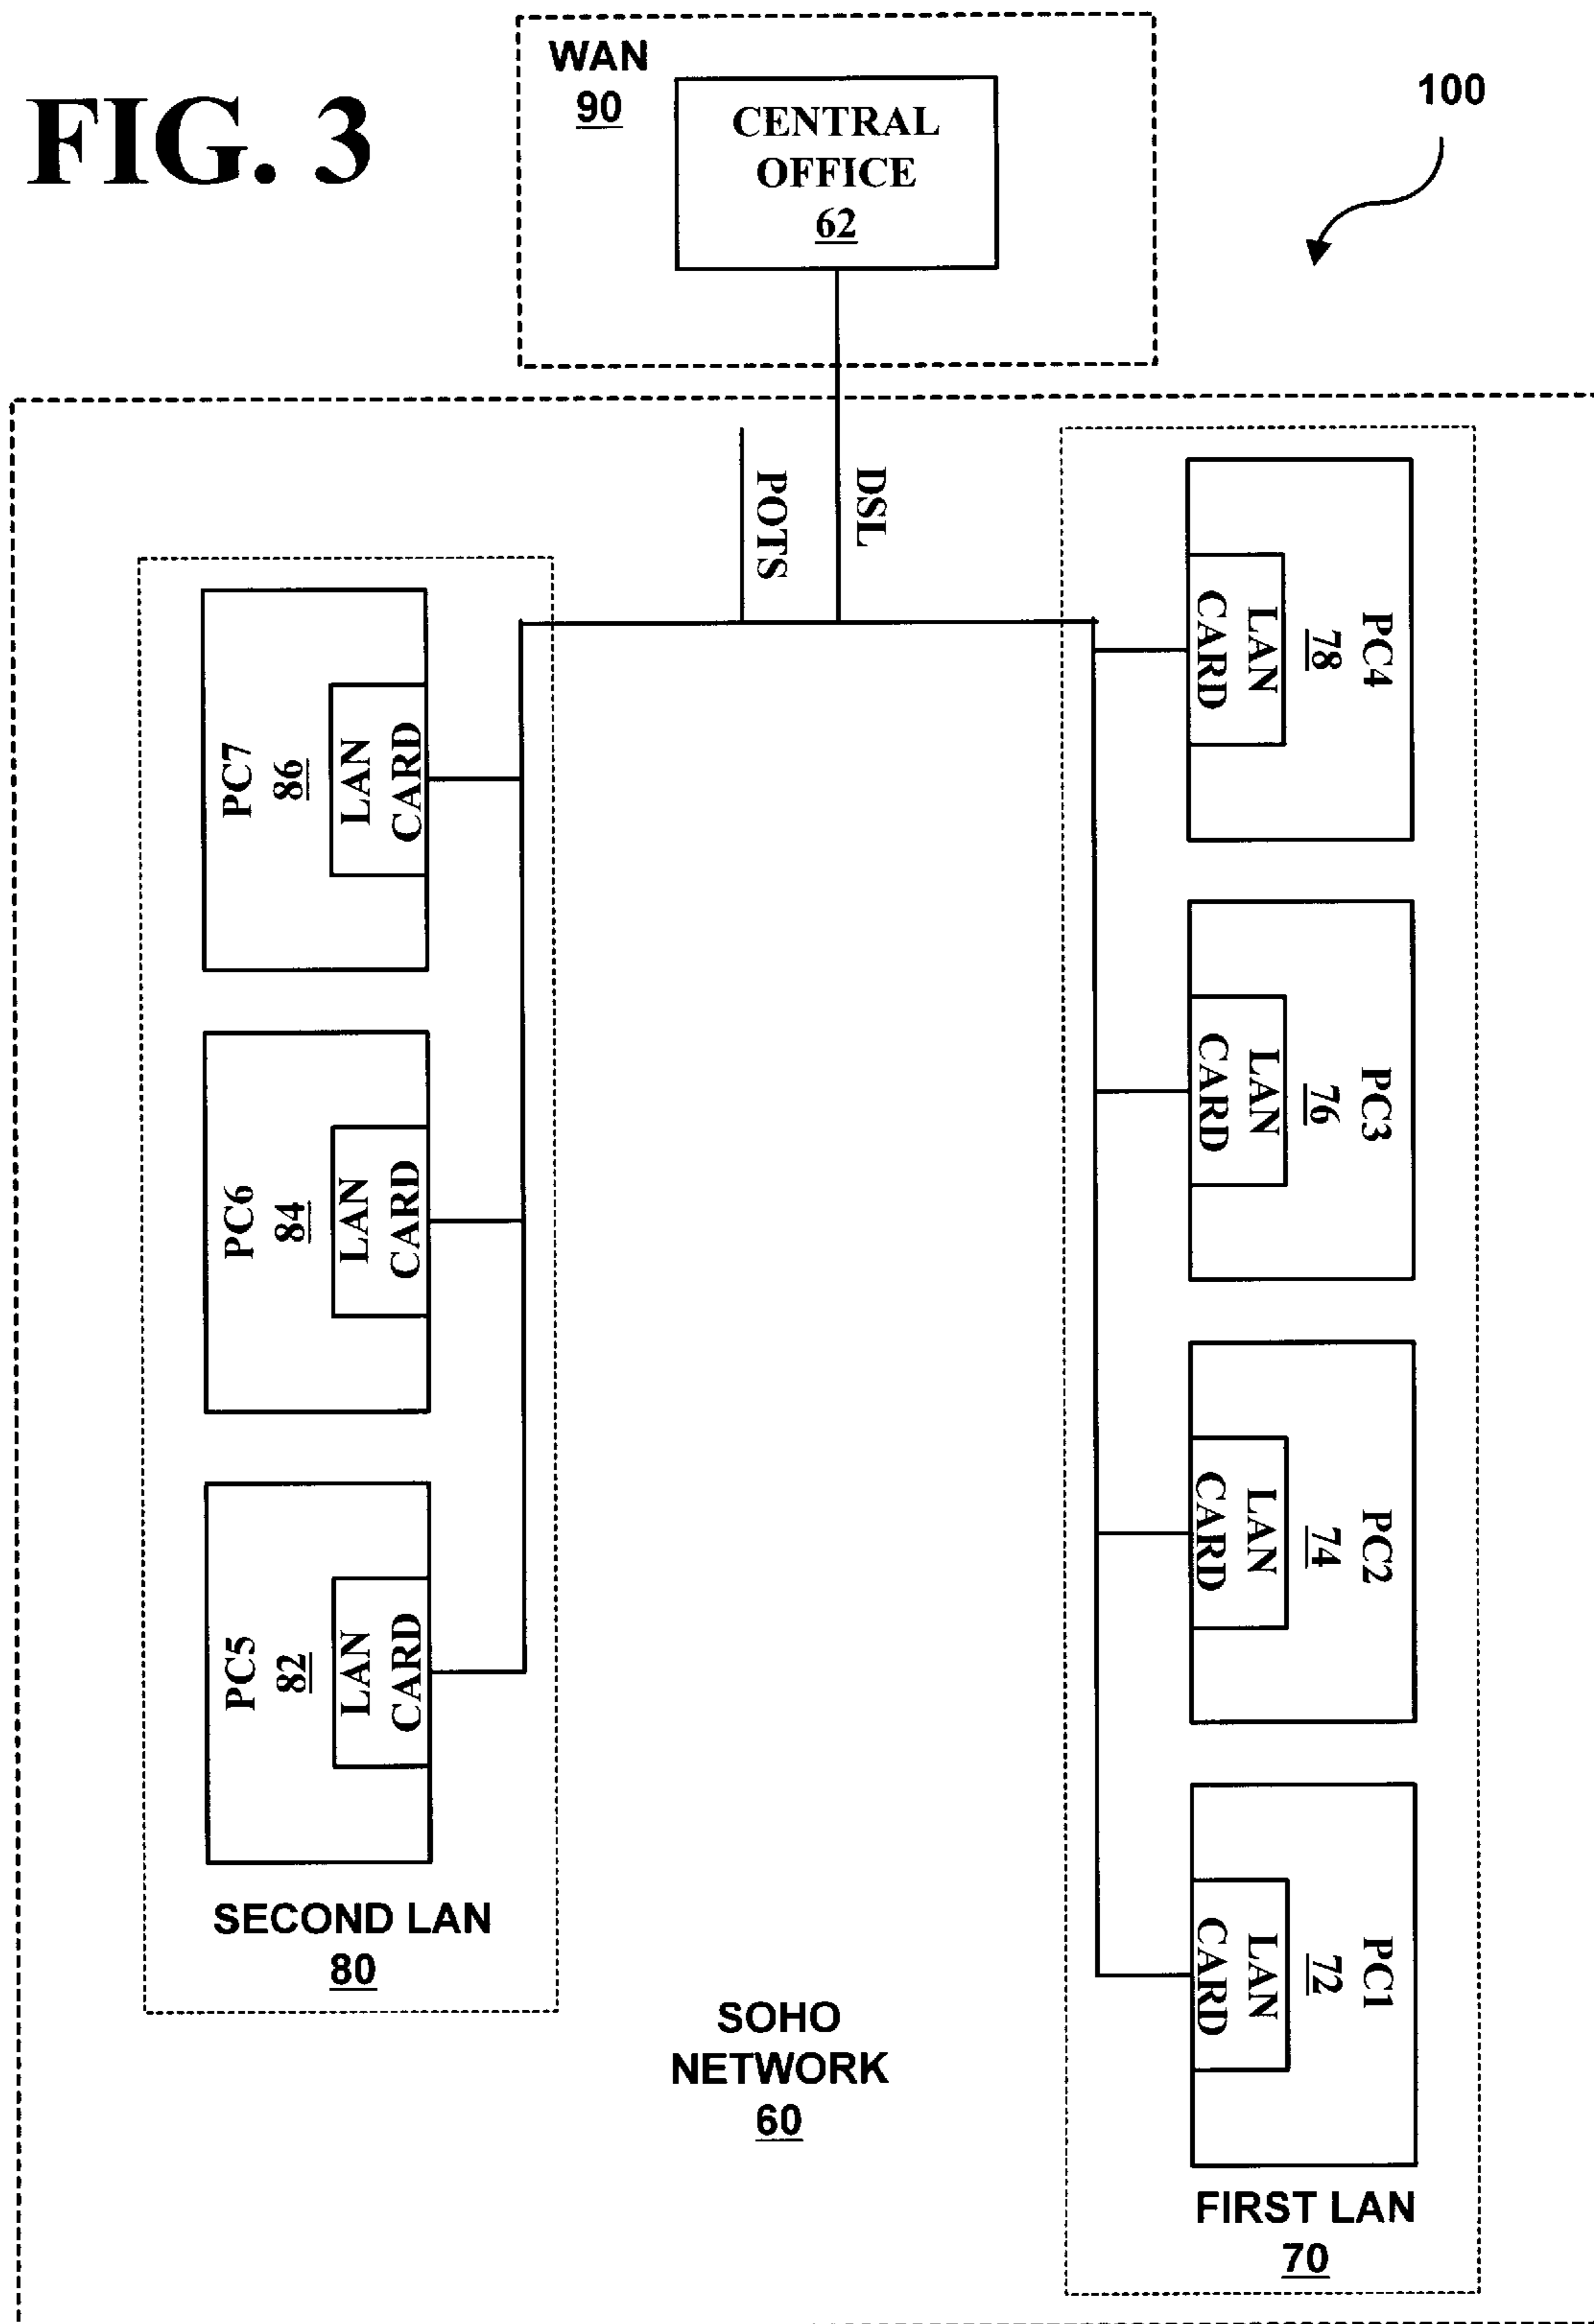 FIG. 3
WAN
90
CENTRAL
OFFICE
62
100
POTS
DSL
PC7
86
LAN
CARD
PC6
84
LAN
CARD
PC5
82
LAN
CARD
SECOND LAN
80
PC4
78
LAN
CARD
PC3
76
LAN
CARD
PC2
74
LAN
CARD
PC1
72
LAN
CARD
FIRST LAN
70
SOHO
NETWORK
60